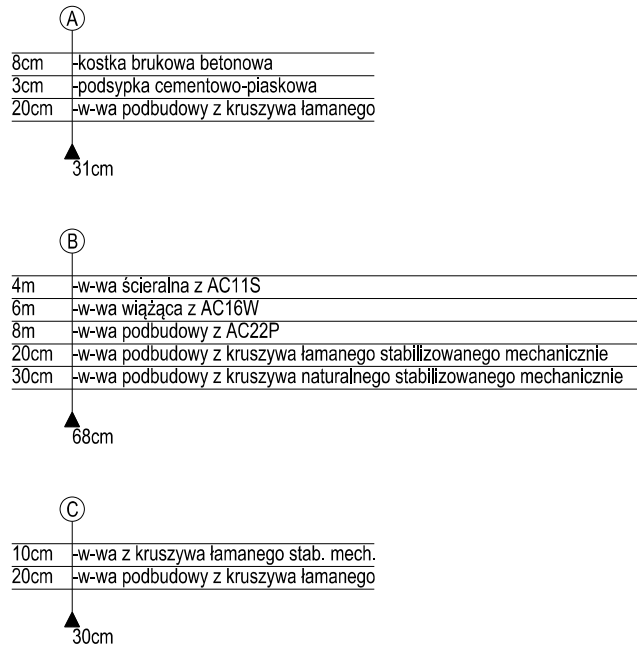 A
8cm -kostka brukowa betonowa
3cm -podsypka cementowo-piaskowa
20cm -w-wa podbudowy z kruszywa łamanego
31cm
B
4m -w-wa ścieralna z AC11S
6m -w-wa wiążąca z AC16W
8m -w-wa podbudowy z AC22P
20cm -w-wa podbudowy z kruszywa łamanego stabilizowanego mechanicznie
30cm -w-wa podbudowy z kruszywa naturalnego stabilizowanego mechanicznie
68cm
C
10cm -w-wa z kruszywa łamanego stab. mech.
20cm -w-wa podbudowy z kruszywa łamanego
30cm